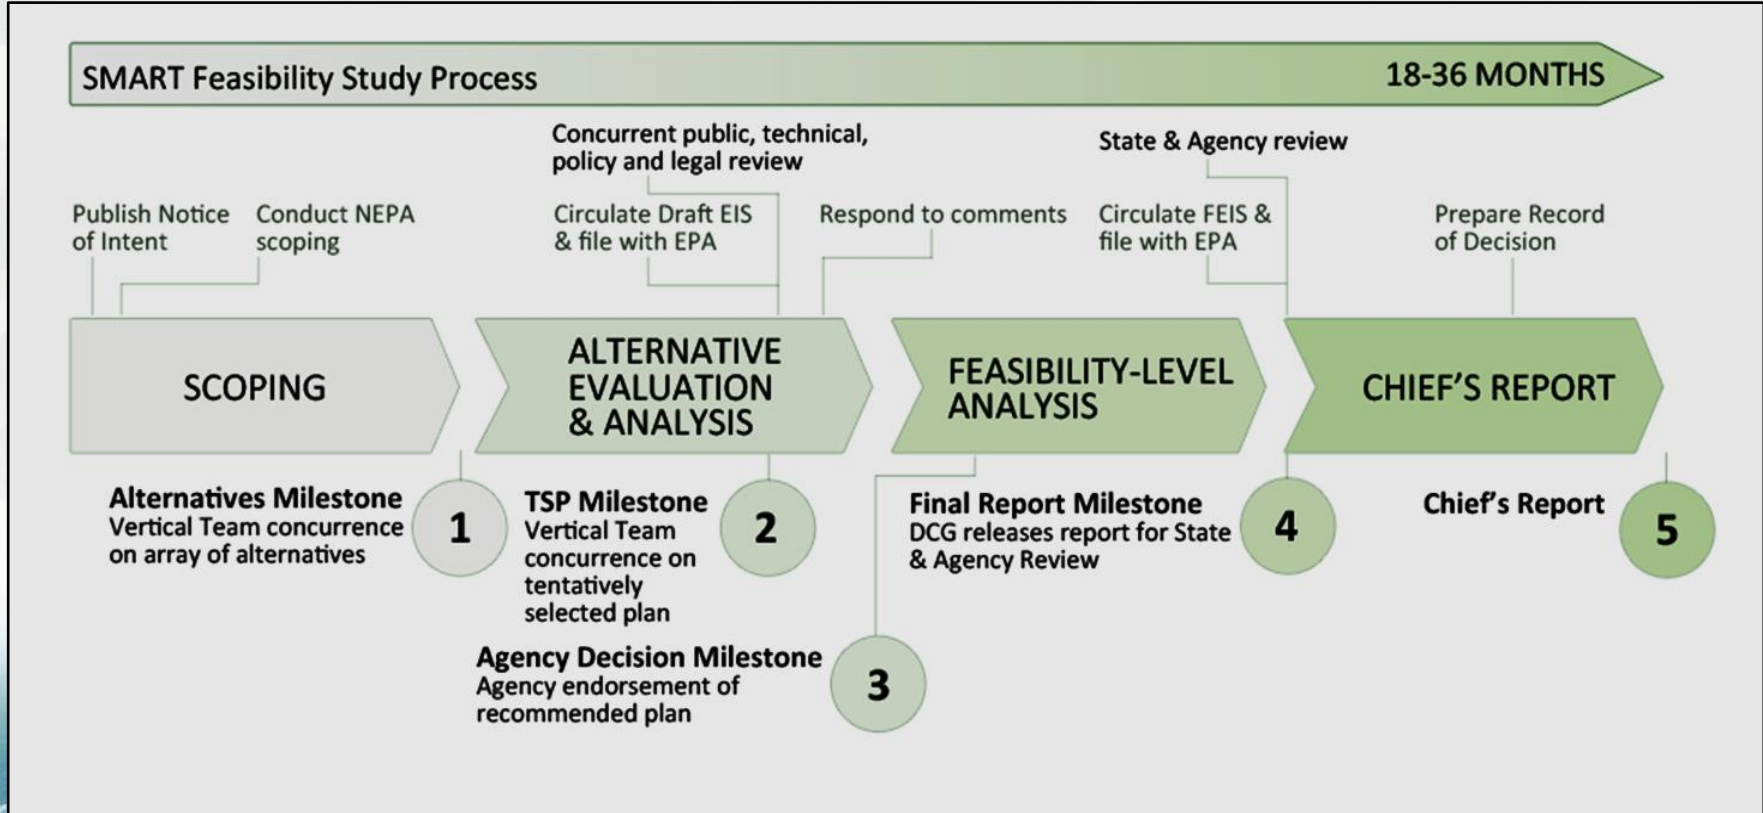 SMART Feasibility Study Process
18-36 MONTHS
Concurrent public, technical,
policy and legal review
State & Agency review
Publish Notice
of Intent
Conduct NEPA
scoping
Circulate Draft EIS
& file with EPA
Respond to comments
Circulate FEIS &
file with EPA
Prepare Record
of Decision
SCOPING
ALTERNATIVE
EVALUATION
& ANALYSIS
FEASIBILITY-LEVEL
ANALYSIS
CHIEF’S REPORT
Alternatives Milestone
Vertical Team concurrence
on array of alternatives
1
TSP Milestone
Vertical Team
concurrence on
tentatively
selected plan
2
Agency Decision Milestone
Agency endorsement of
recommended plan
3
Final Report Milestone
DCG releases report for State
& Agency Review
4
Chief’s Report
5